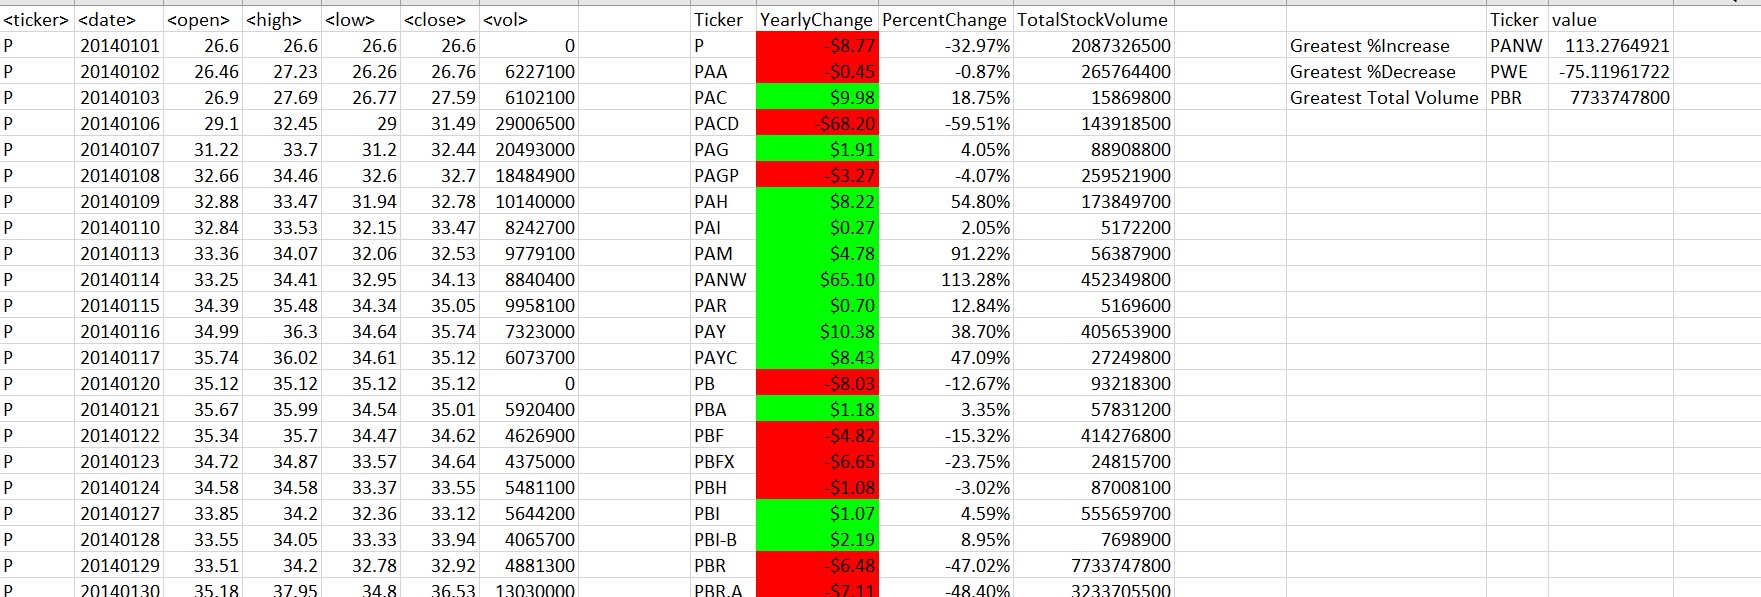 <ticker> <date> <open> <high> <low> <close> <vol> Ticker YearlyChange PercentChange TotalStockVolume Ticker value
P 20140101 26.6 26.6 26.6 26.6 0 P -$8.77 -32.97% 2087326500 Greatest %Increase PANW 113.2764921
P 20140102 26.46 27.23 26.26 26.76 6227100 PAA -$0.45 -0.87% 265764400 Greatest %Decrease PWE -75.11961722
P 20140103 26.9 27.69 26.77 27.59 6102100 PAC $9.98 18.75% 15869800 Greatest Total Volume PBR 7733747800
P 20140106 29.1 32.45 29 31.49 29006500 PACD -$68.20 -59.51% 143918500
P 20140107 31.22 33.7 31.2 32.44 20493000 PAG $1.91 4.05% 88908800
P 20140108 32.66 34.46 32.6 32.7 18484900 PAGP -$3.27 -4.07% 259521900
P 20140109 32.88 33.47 31.94 32.78 10140000 PAH $8.22 54.80% 173849700
P 20140110 32.84 33.53 32.15 33.47 8242700 PAI $0.27 2.05% 5172200
P 20140113 33.36 34.07 32.06 32.53 9779100 PAM $4.78 91.22% 56387900
P 20140114 33.25 34.41 32.95 34.13 8840400 PANW $65.10 113.28% 452349800
P 20140115 34.39 35.48 34.34 35.05 9958100 PAR $0.70 12.84% 5169600
P 20140116 34.99 36.3 34.64 35.74 7323000 PAY $10.38 38.70% 405653900
P 20140117 35.74 36.02 34.61 35.12 6073700 PAYC $8.43 47.09% 27249800
P 20140120 35.12 35.12 35.12 35.12 0 PB -$8.03 -12.67% 93218300
P 20140121 35.67 35.99 34.54 35.01 5920400 PBA $1.18 3.35% 57831200
P 20140122 35.34 35.7 34.47 34.62 4626900 PBF -$4.82 -15.32% 414276800
P 20140123 34.72 34.87 33.57 34.64 4375000 PBFX -$6.65 -23.75% 24815700
P 20140124 34.58 34.58 33.37 33.55 5481100 PBH -$1.08 -3.02% 87008100
P 20140127 33.85 34.2 32.36 33.12 5644200 PBI $1.07 4.59% 555659700
P 20140128 33.55 34.05 33.33 33.94 4065700 PBI-B $2.19 8.95% 7698900
P 20140129 33.51 34.2 32.78 32.92 4881300 PBR -$6.48 -47.02% 7733747800
P 20140130 35.18 37.95 34.8 36.53 13030000 PBR.A -$7.11 -48.40% 3233705500